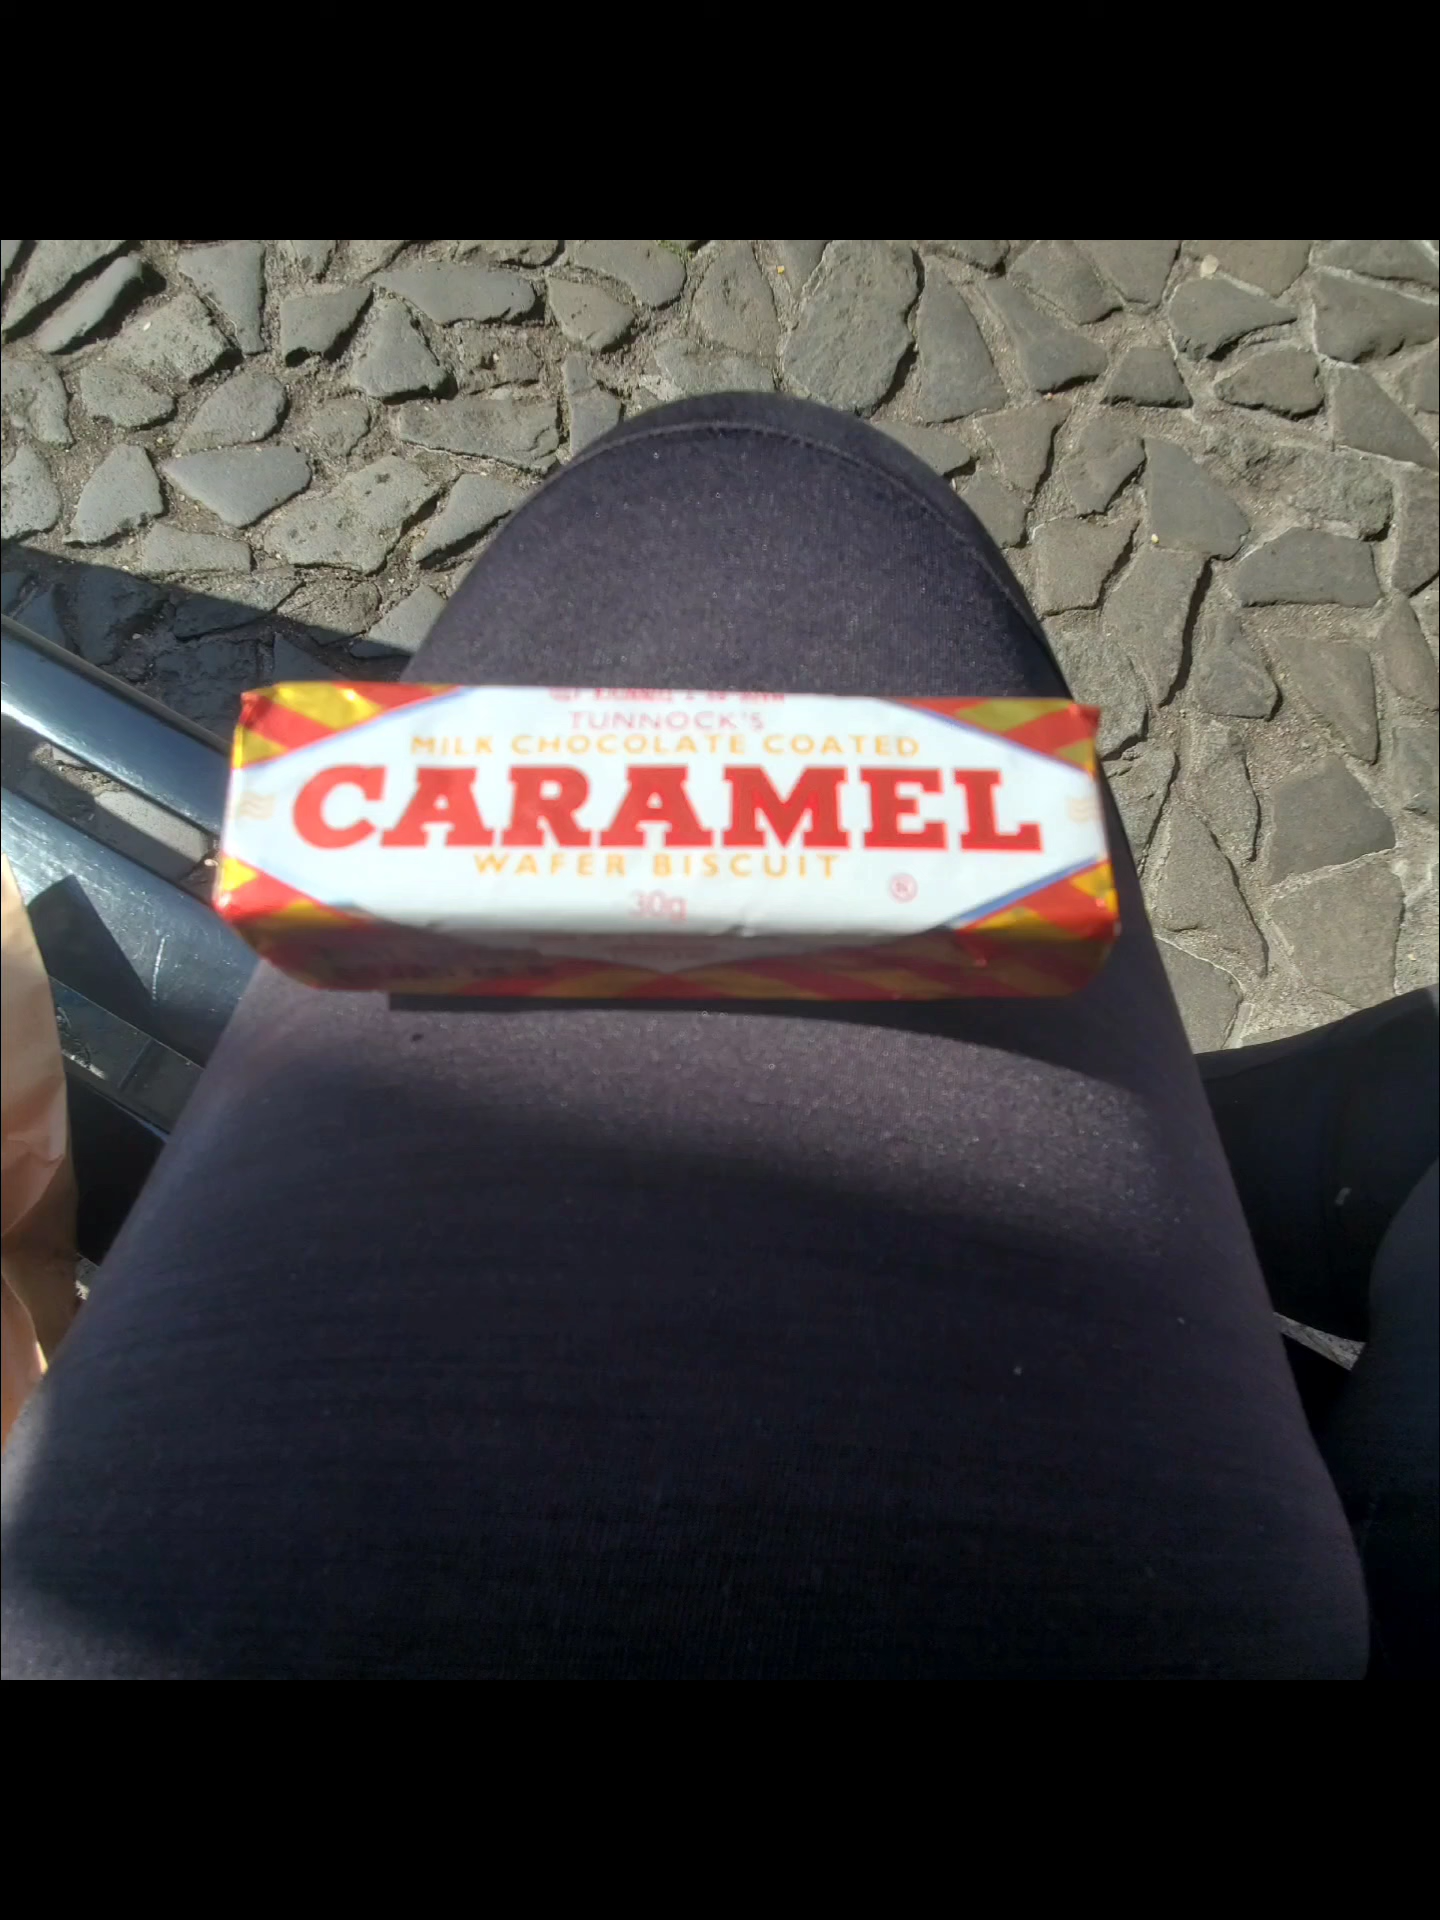 TUNNOCK'S
MILK CHOCOLATE COATED
CARAMEL
WAFER BISCUIT
30g